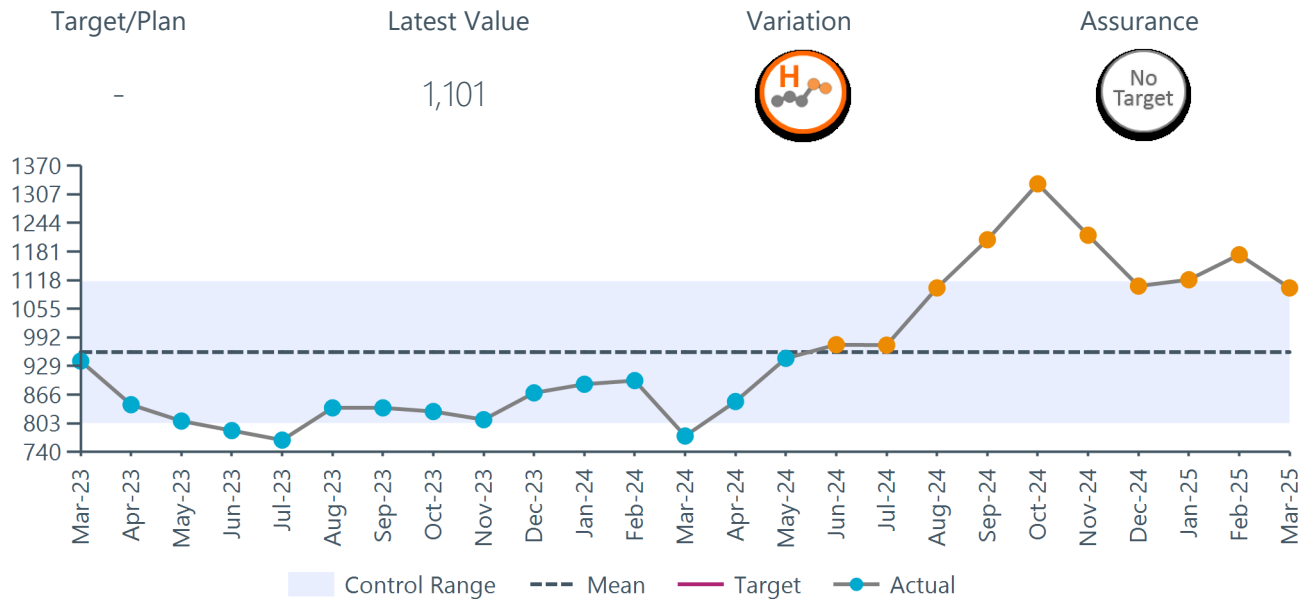 Target/Plan Latest Value Variation Assurance
- 1,101 H No
Target
1370
1307
1244
1181
1118
1055
992
929
866
803
740
Mar-23 Apr-23 May-23 Jun-23 Jul-23 Aug-23 Sep-23 Oct-23 Nov-23 Dec-23 Jan-24 Feb-24 Mar-24 Apr-24 May-24 Jun-24 Jul-24 Aug-24 Sep-24 Oct-24 Nov-24 Dec-24 Jan-25 Feb-25 Mar-25
Control Range Mean Target Actual